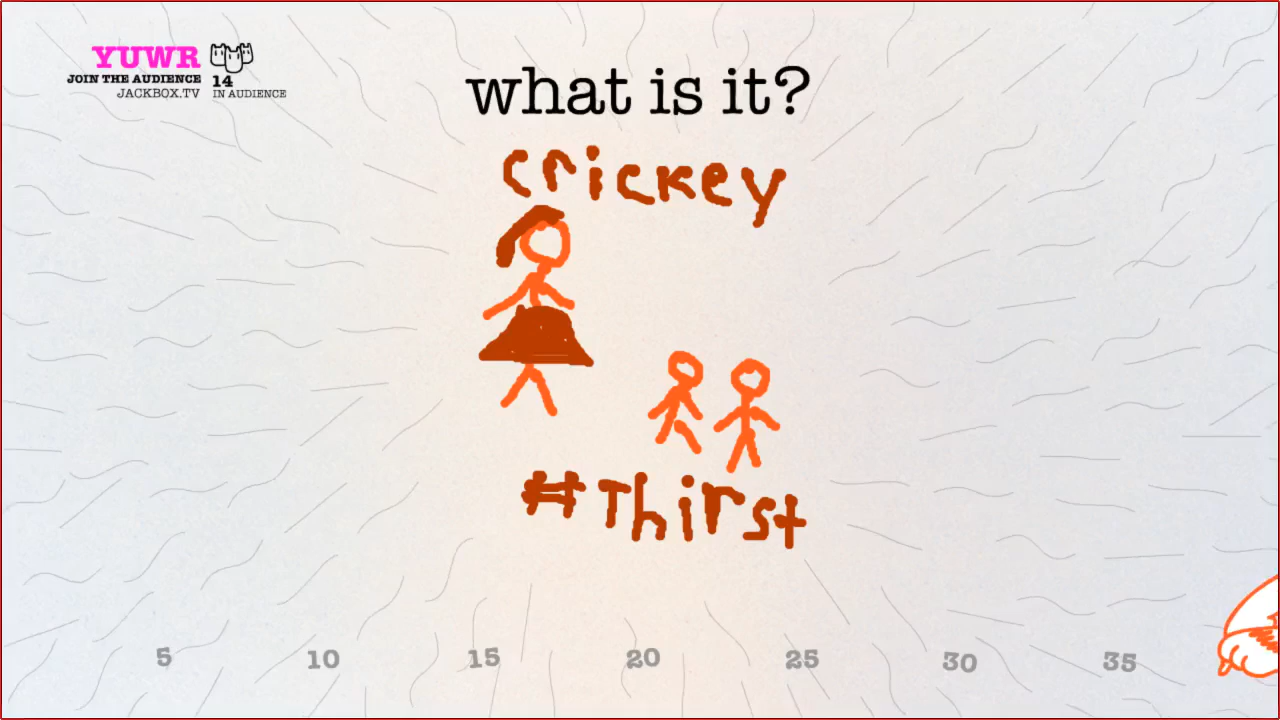 YUWR
JOIN THE AUDIENCE
JACKBOX.TV
14
IN AUDIENCE
what is it?
crickey
#Thirst
5 10 15 20 25 30 35